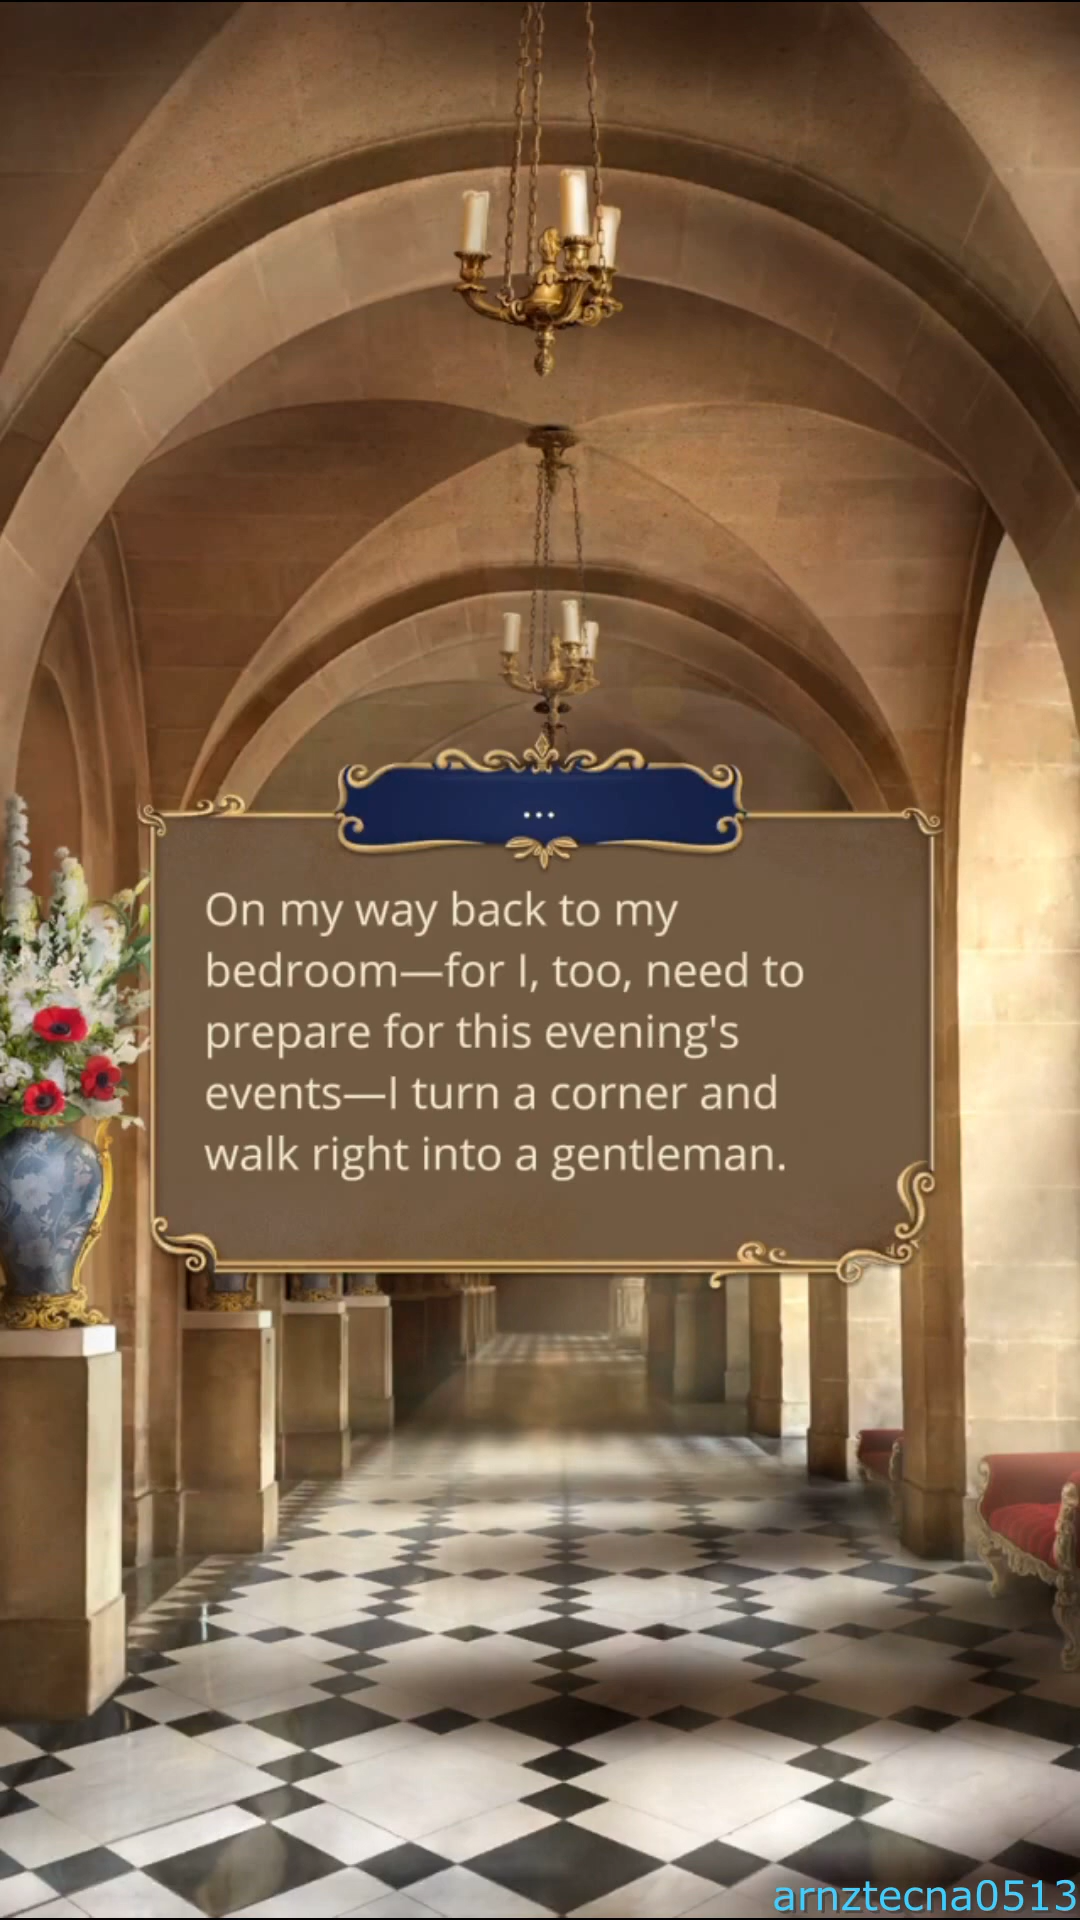 ...
On my way back to my
bedroom—for I, too, need to
prepare for this evening's
events—I turn a corner and
walk right into a gentleman.
arnztecna0513